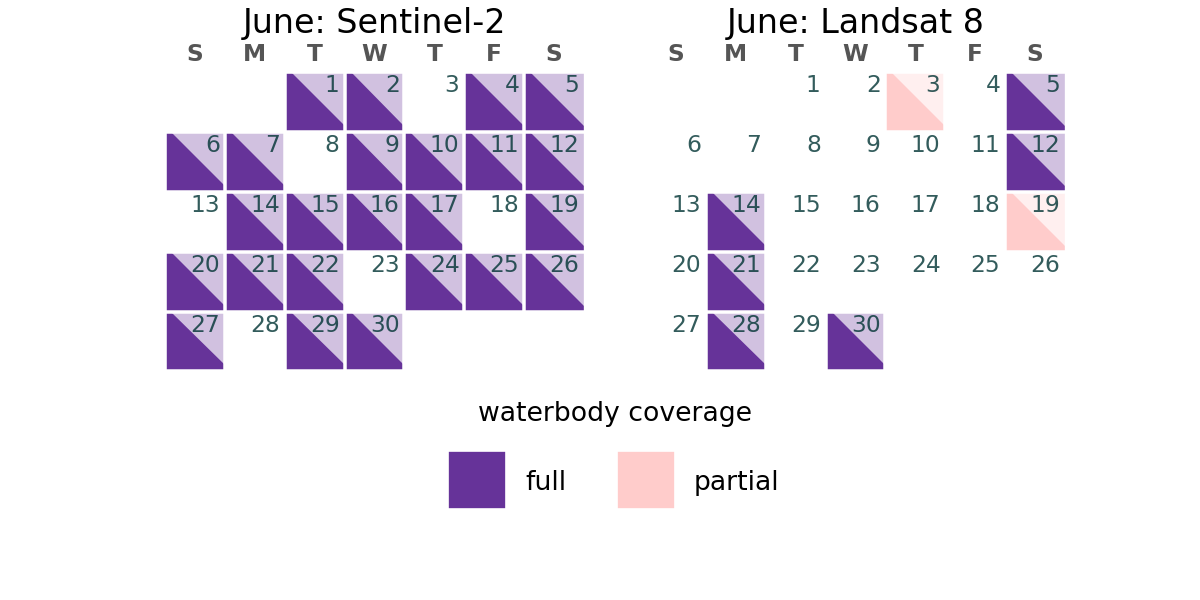 June: Sentinel-2
S M T W T F S
1 2 3 4 5
6 7 8 9 10 11 12
13 14 15 16 17 18 19
20 21 22 23 24 25 26
27 28 29 30
June: Landsat 8
S M T W T F S
1 2 3 4 5
6 7 8 9 10 11 12
13 14 15 16 17 18 19
20 21 22 23 24 25 26
27 28 29 30
waterbody coverage
full partial